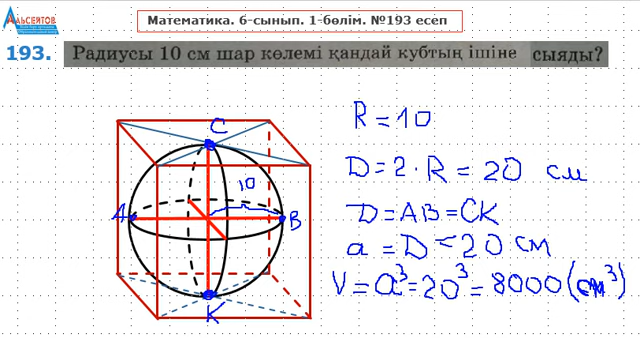 АЛЬСЕИТОВ
Математика. 6-сынып. 1-бөлім. №193 есеп
193. Радиусы 10 см шар көлемі қандай кубтың ішіне сыяды?
C
10
A
B
K
R = 10
D = 2 · R = 20 см
D = AB = CK
a = D = 20 см
V = a³ = 20³ = 8000 (см³)